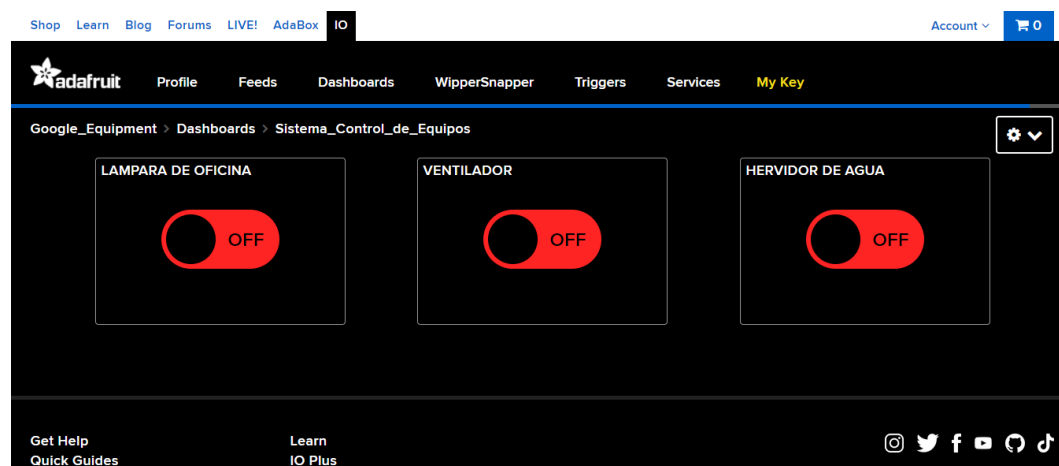 Shop Learn Blog Forums LIVE! AdaBox IO Account 0
adafruit Profile Feeds Dashboards WipperSnapper Triggers Services My Key
Google_Equipment > Dashboards > Sistema_Control_de_Equipos
LAMPARA DE OFICINA VENTILADOR HERVIDOR DE AGUA
OFF OFF OFF
Get Help Learn
Quick Guides IO Plus